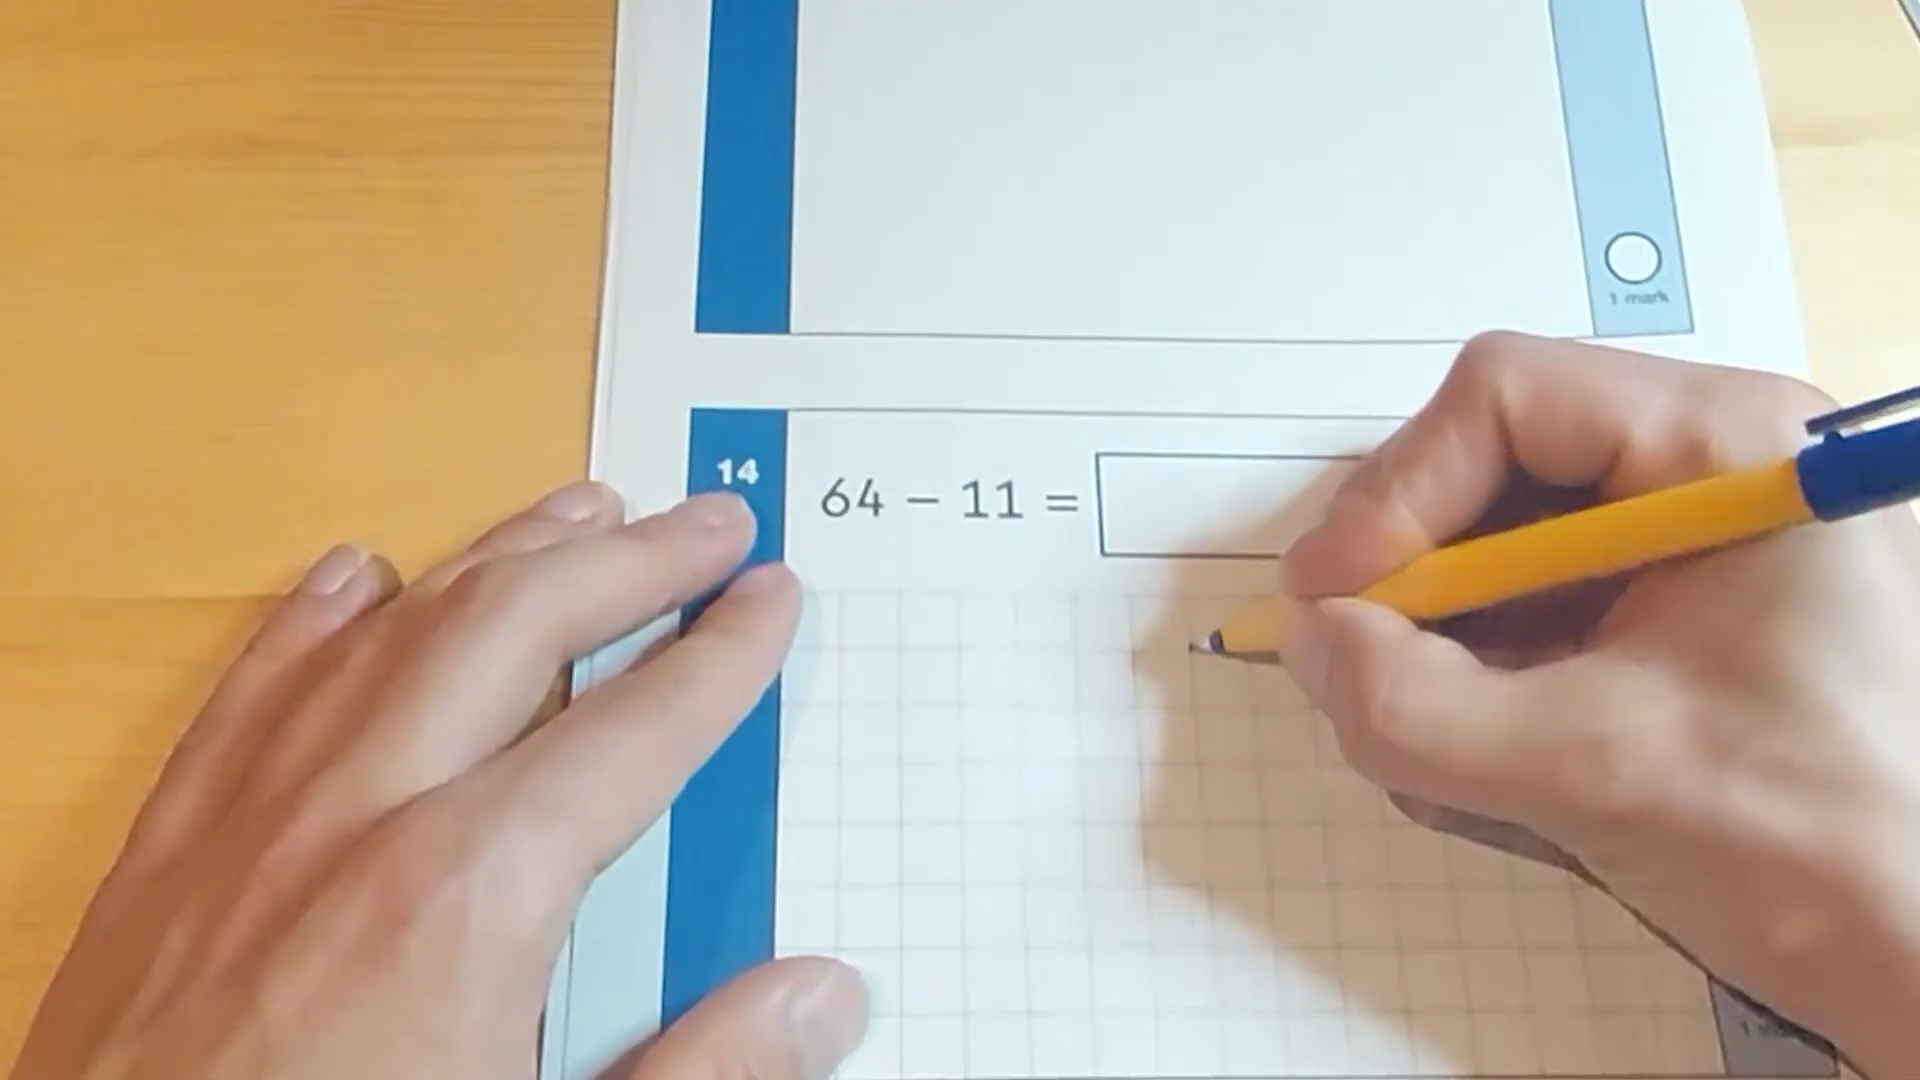 1 mark
14
64 – 11 =